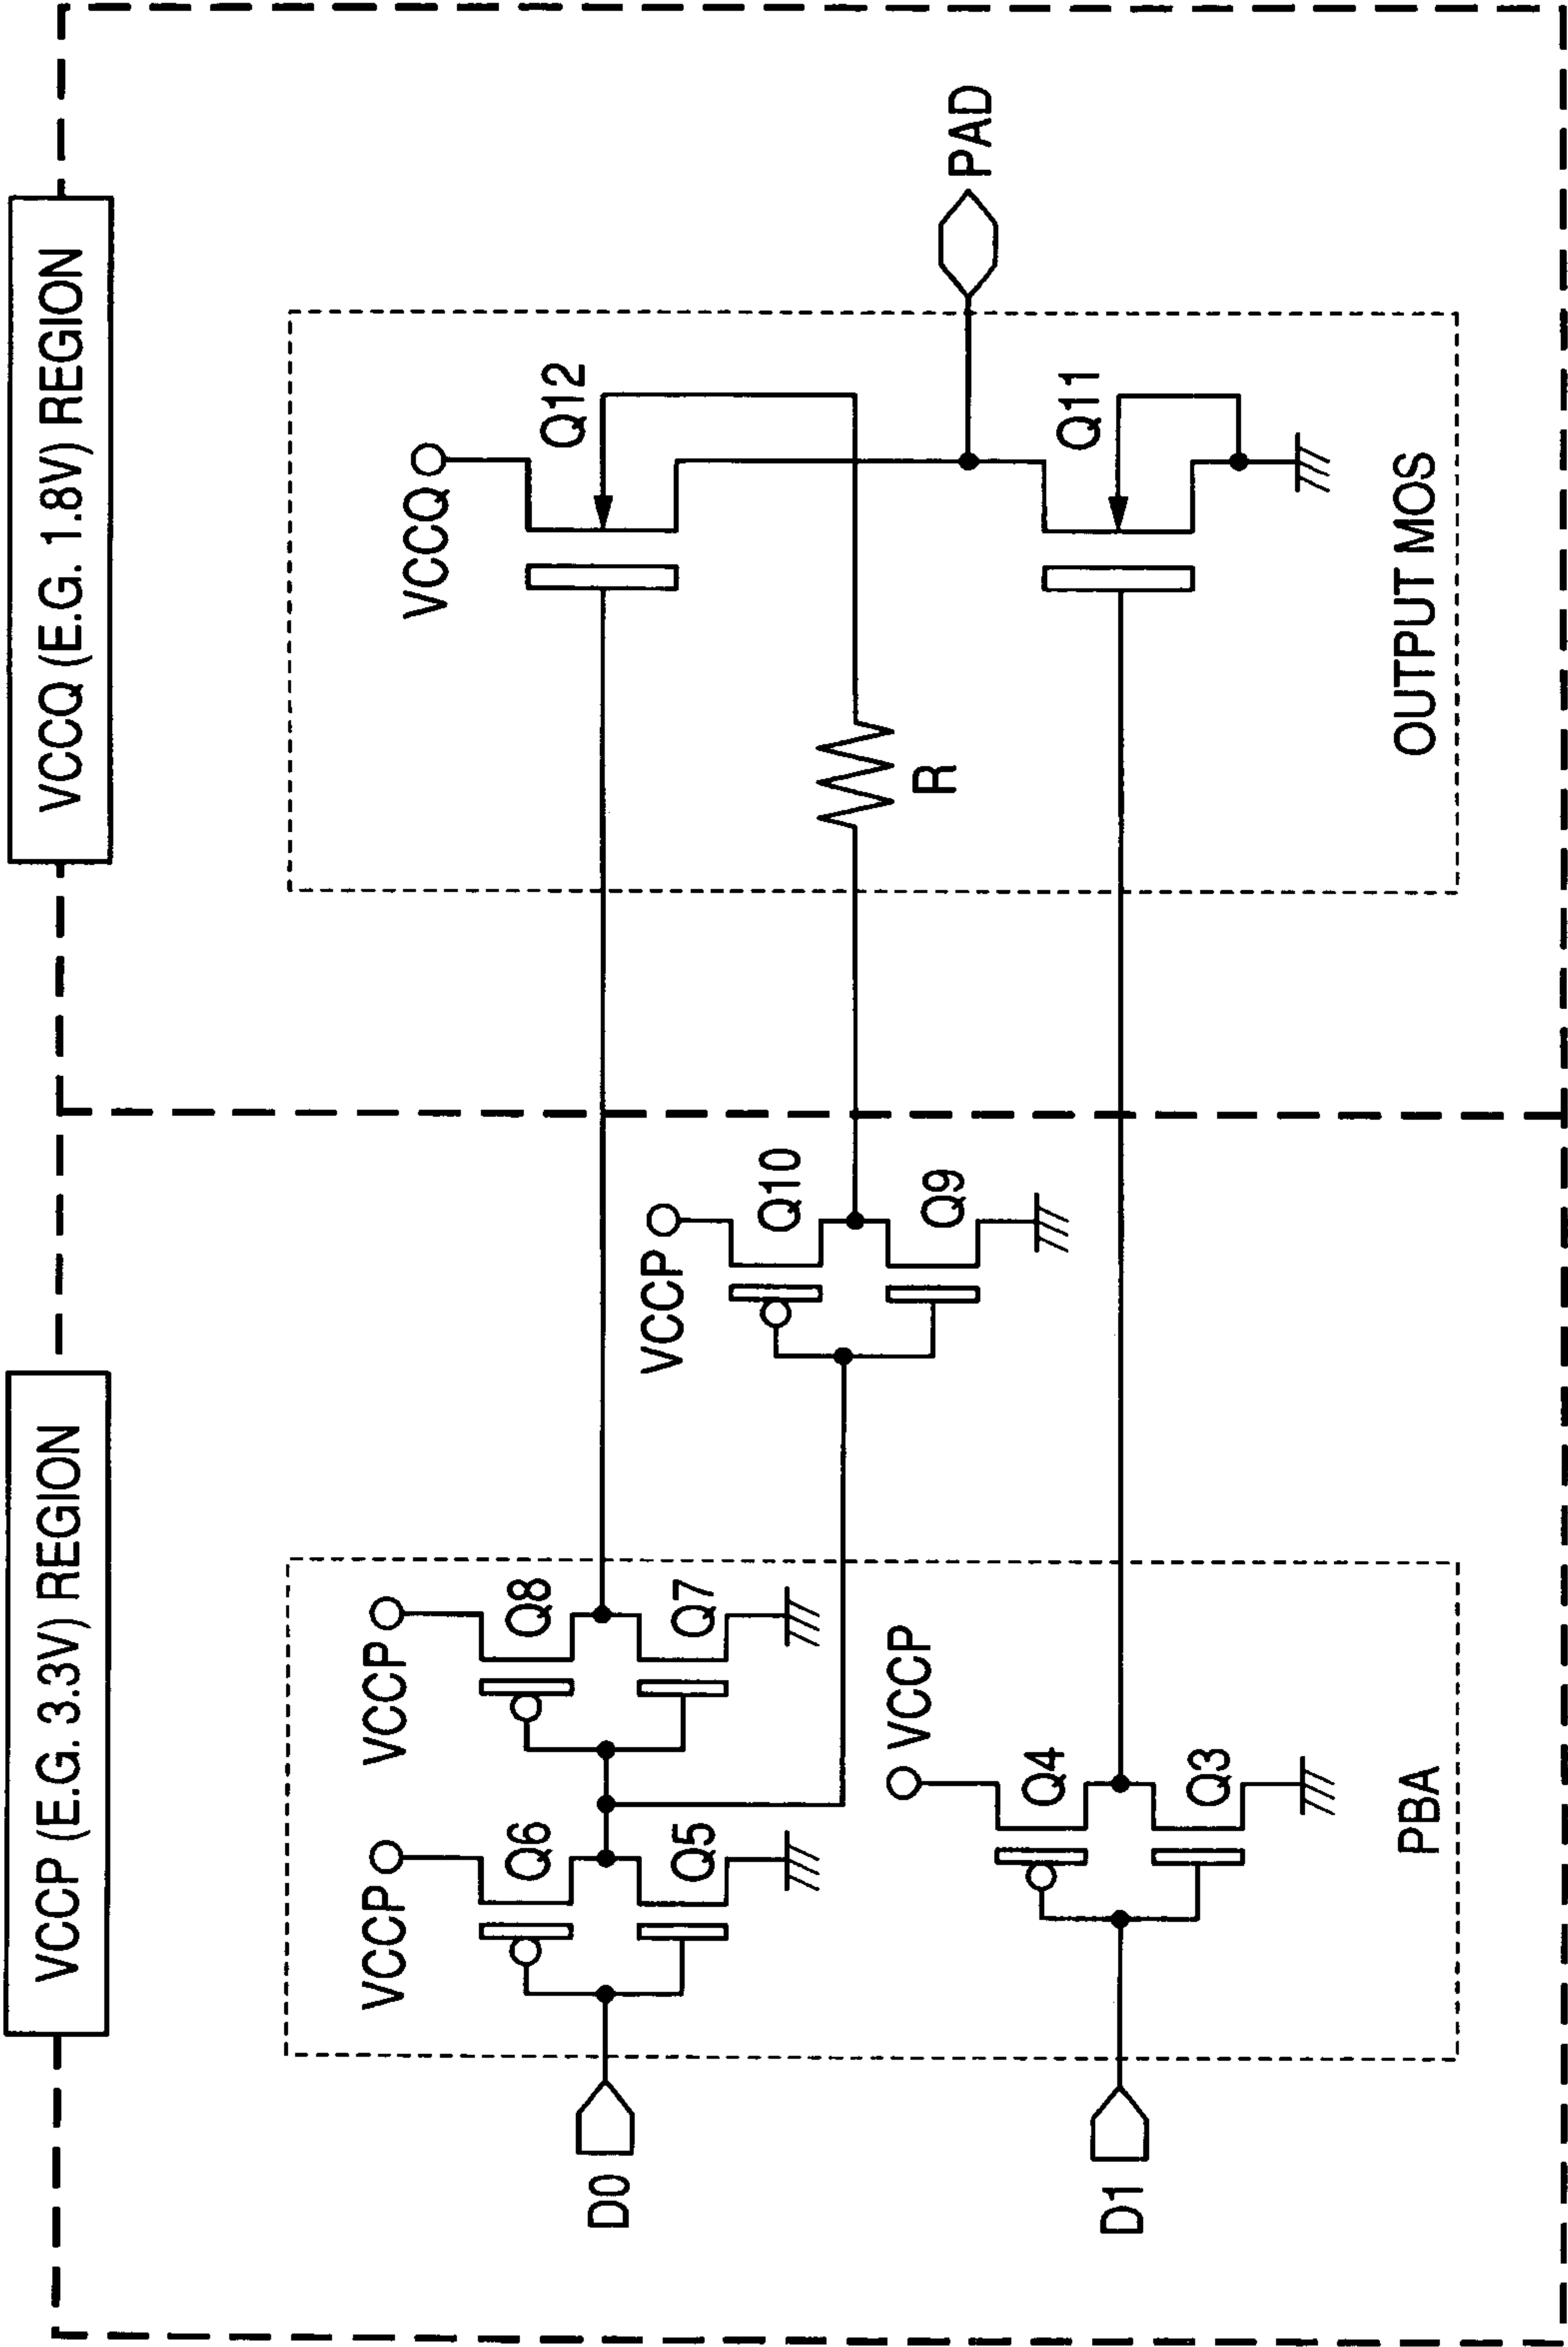 VCCP (E.G. 3.3V) REGION
VCCQ (E.G. 1.8V) REGION
VCCP
VCCP
VCCQ
Q6
Q8
Q12
D0
Q5
Q7
VCCP
Q10
Q9
R
PAD
VCCP
Q4
Q11
D1
Q3
PBA
OUTPUT MOS